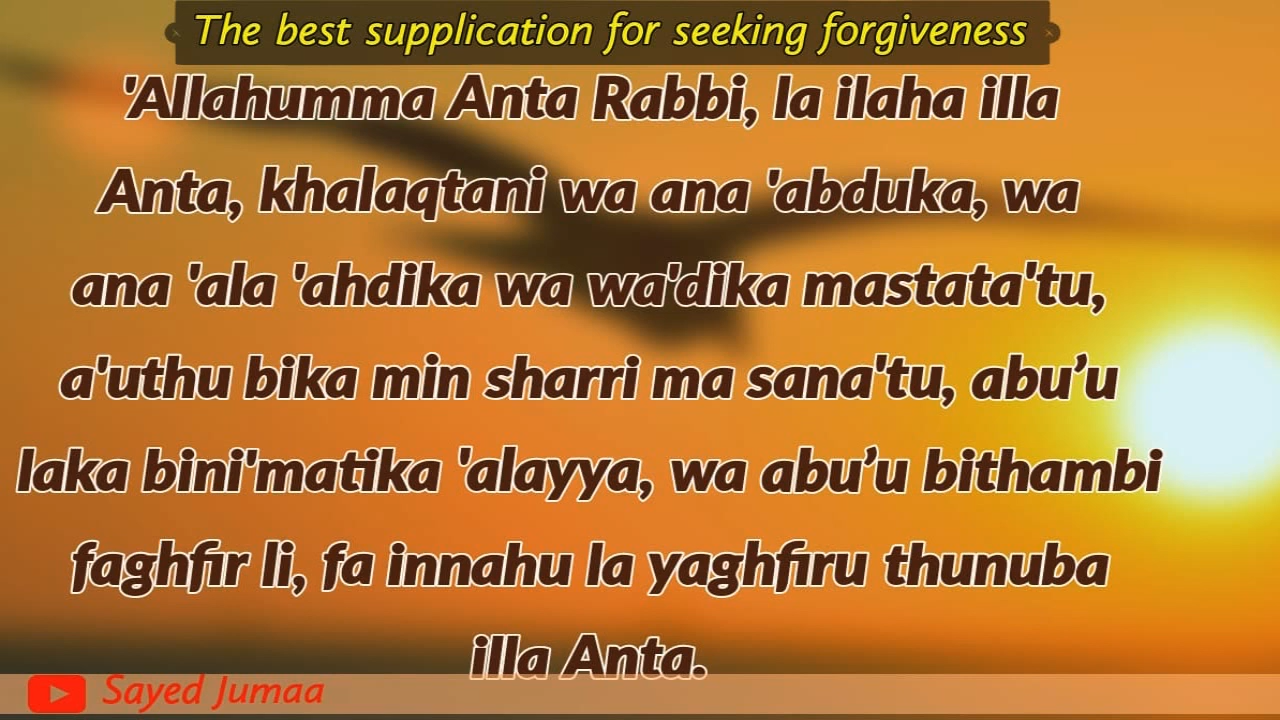 The best supplication for seeking forgiveness
'Allahumma Anta Rabbi, la ilaha illa
Anta, khalaqtani wa ana 'abduka, wa
ana 'ala 'ahdika wa wa'dika mastata'tu,
a'uthu bika min sharri ma sana'tu, abu’u
laka bini'matika 'alayya, wa abu’u bithambi
faghfir li, fa innahu la yaghfiru thunuba
illa Anta.
Sayed Jumaa